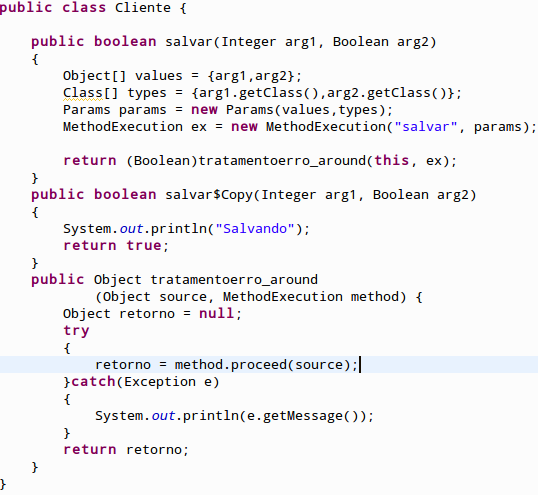 public class Cliente {
public boolean salvar(Integer arg1, Boolean arg2)
{
Object[] values = {arg1,arg2};
Class[] types = {arg1.getClass(),arg2.getClass()};
Params params = new Params(values,types);
MethodExecution ex = new MethodExecution("salvar", params);
return (Boolean)tratamentoerro_around(this, ex);
}
public boolean salvar$Copy(Integer arg1, Boolean arg2)
{
System.out.println("Salvando");
return true;
}
public Object tratamentoerro_around
(Object source, MethodExecution method) {
Object retorno = null;
try
{
retorno = method.proceed(source);
}catch(Exception e)
{
System.out.println(e.getMessage());
}
return retorno;
}
}